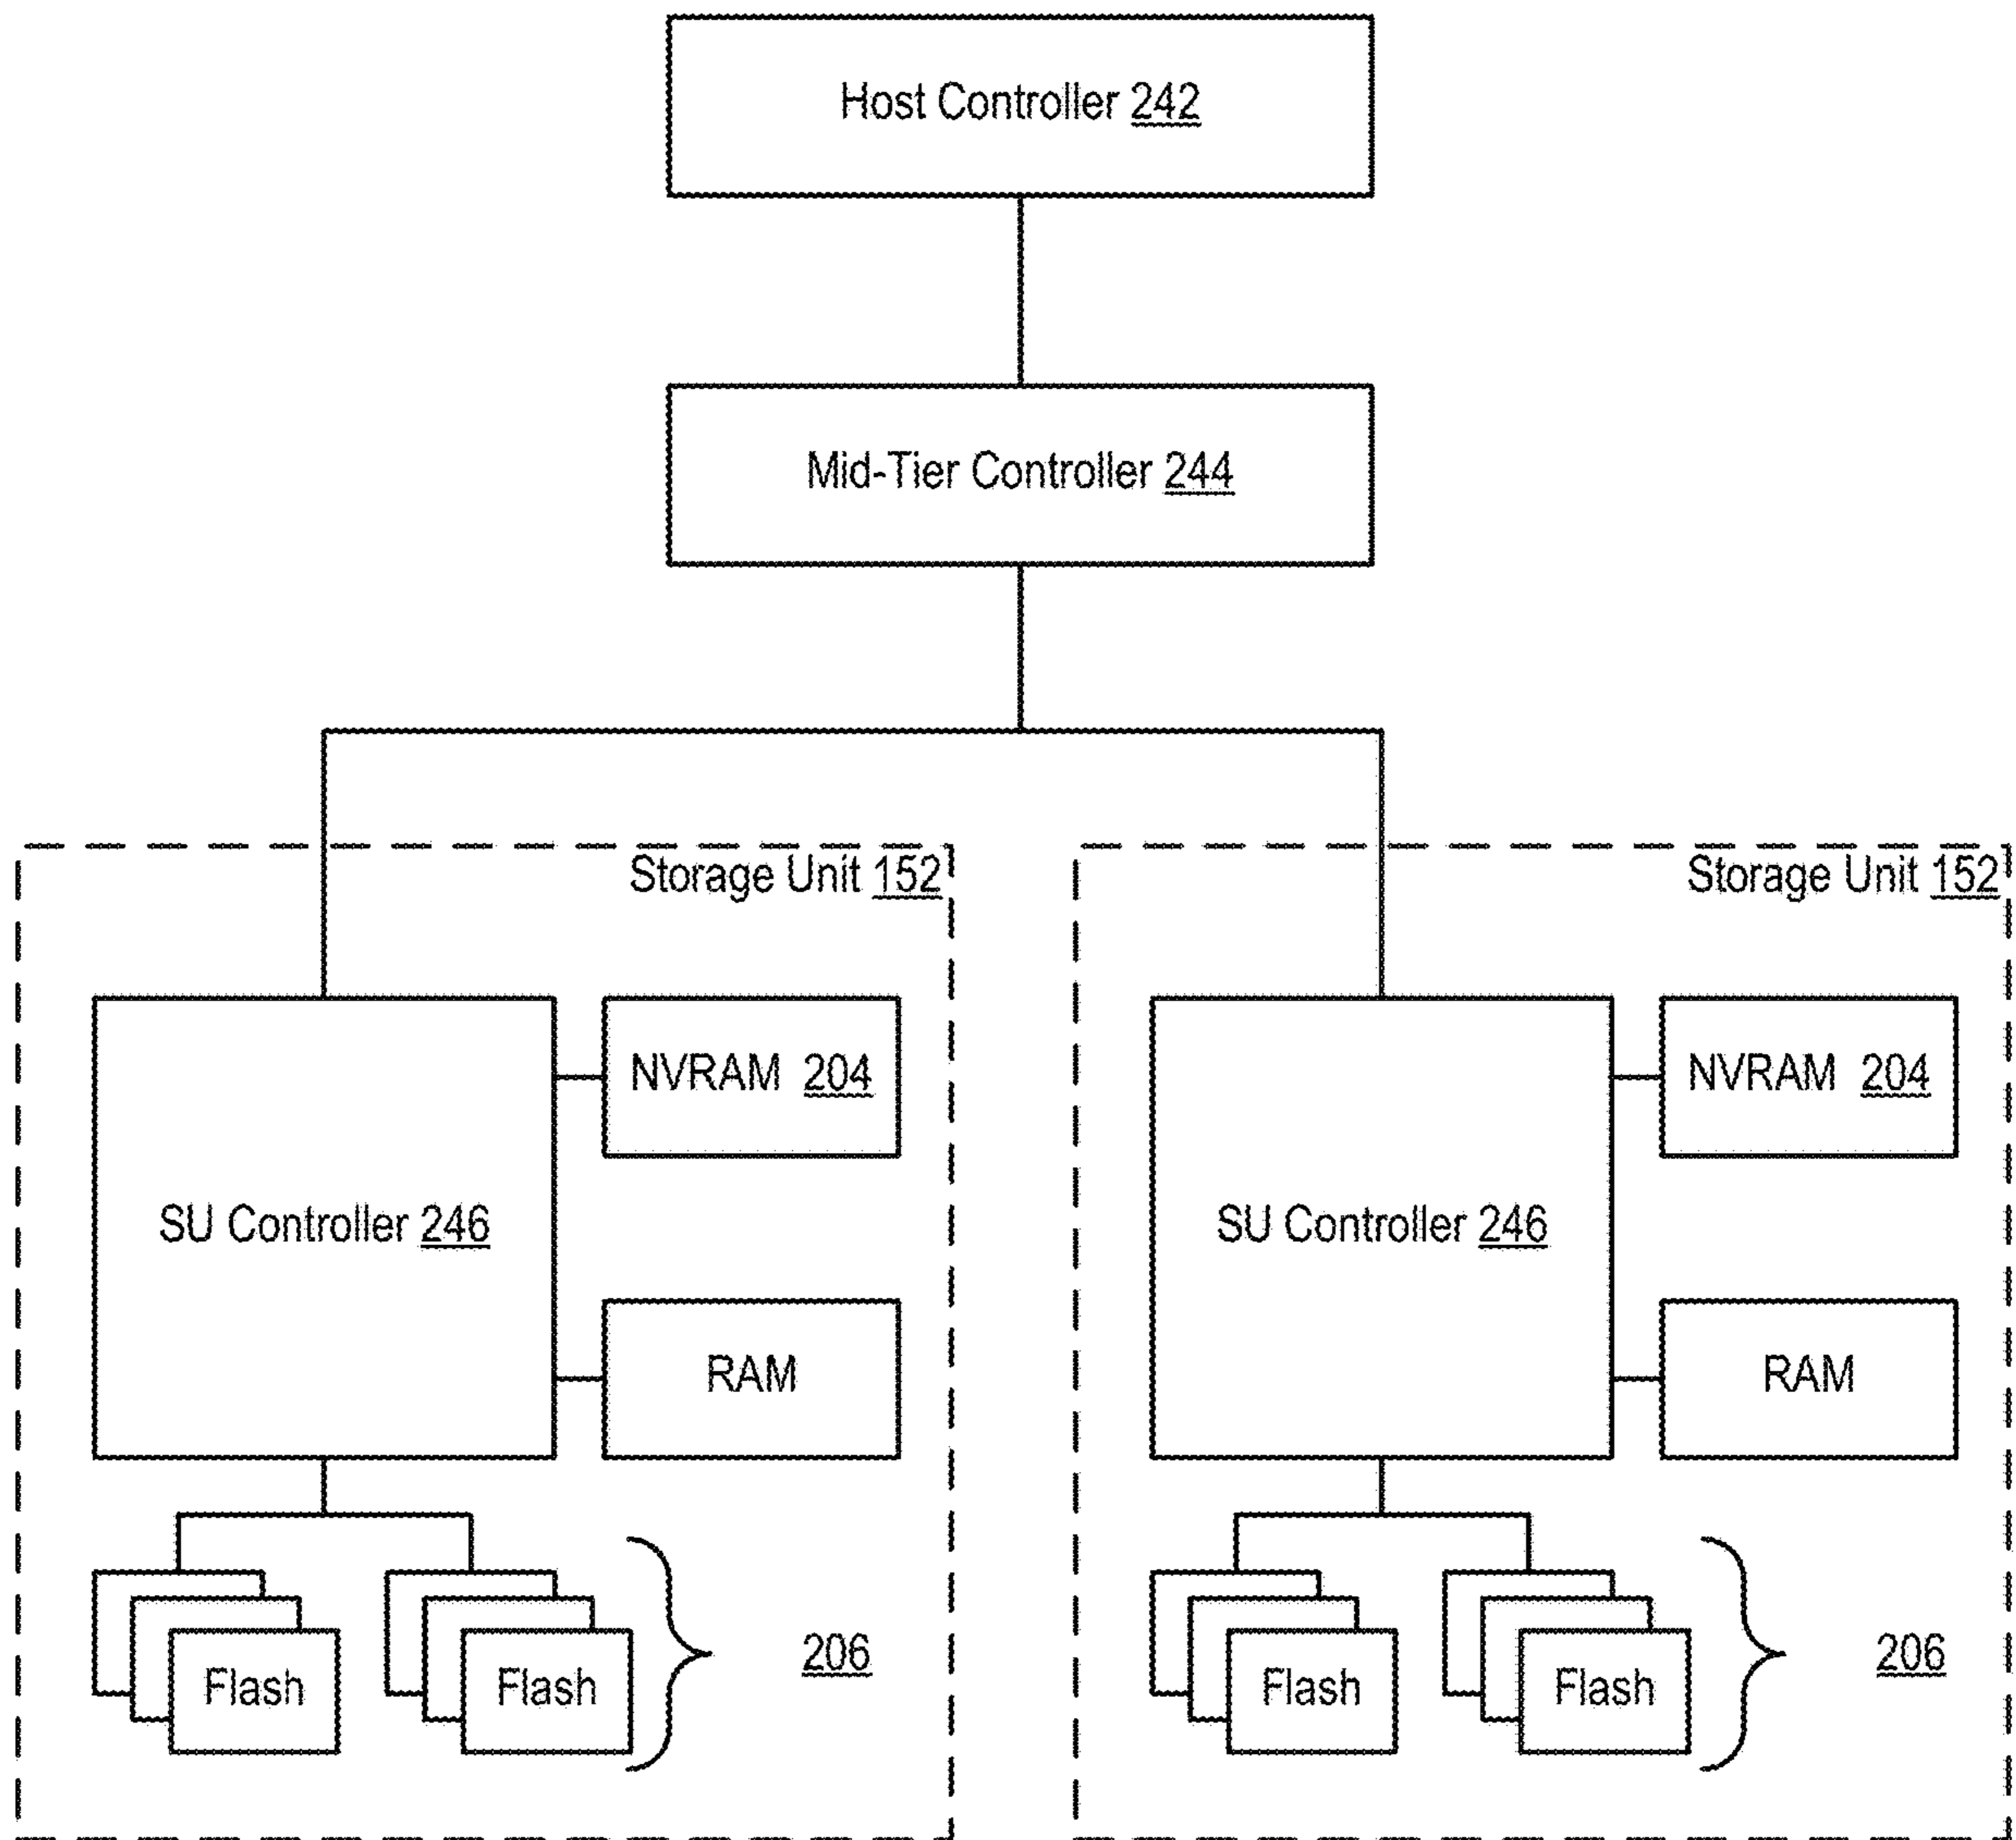 Host Controller 242
Mid-Tier Controller 244
Storage Unit 152
SU Controller 246
NVRAM 204
RAM
Flash
Flash
206
Storage Unit 152
SU Controller 246
NVRAM 204
RAM
Flash
Flash
206